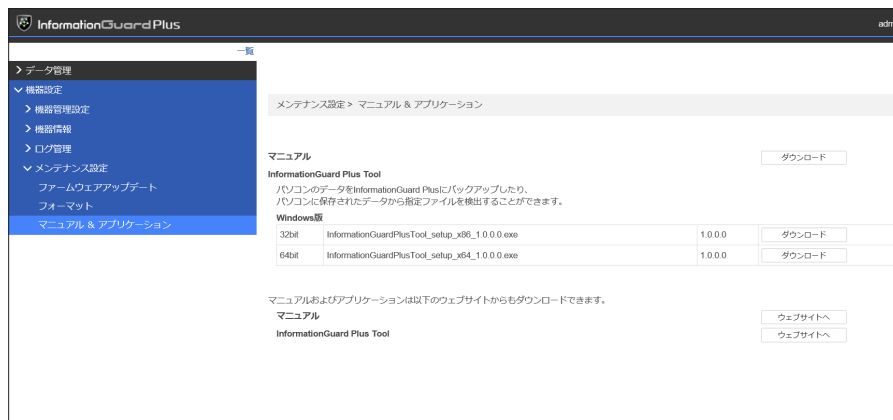 InformationGuard Plus
adm
一覧
データ管理
機器設定
機器管理設定
機器情報
ログ管理
メンテナンス設定
ファームウェアアップデート
フォーマット
マニュアル & アプリケーション
メンテナンス設定 > マニュアル & アプリケーション
マニュアル ダウンロード
InformationGuard Plus Tool
パソコンのデータをInformationGuard Plusにバックアップしたり、
パソコンに保存されたデータから指定ファイルを検出することができます。
Windows版
32bit InformationGuardPlusTool_setup_x86_1.0.0.0.exe 1.0.0.0 ダウンロード
64bit InformationGuardPlusTool_setup_x64_1.0.0.0.exe 1.0.0.0 ダウンロード
マニュアルおよびアプリケーションは以下のウェブサイトからもダウンロードできます。
マニュアル ウェブサイトへ
InformationGuard Plus Tool ウェブサイトへ